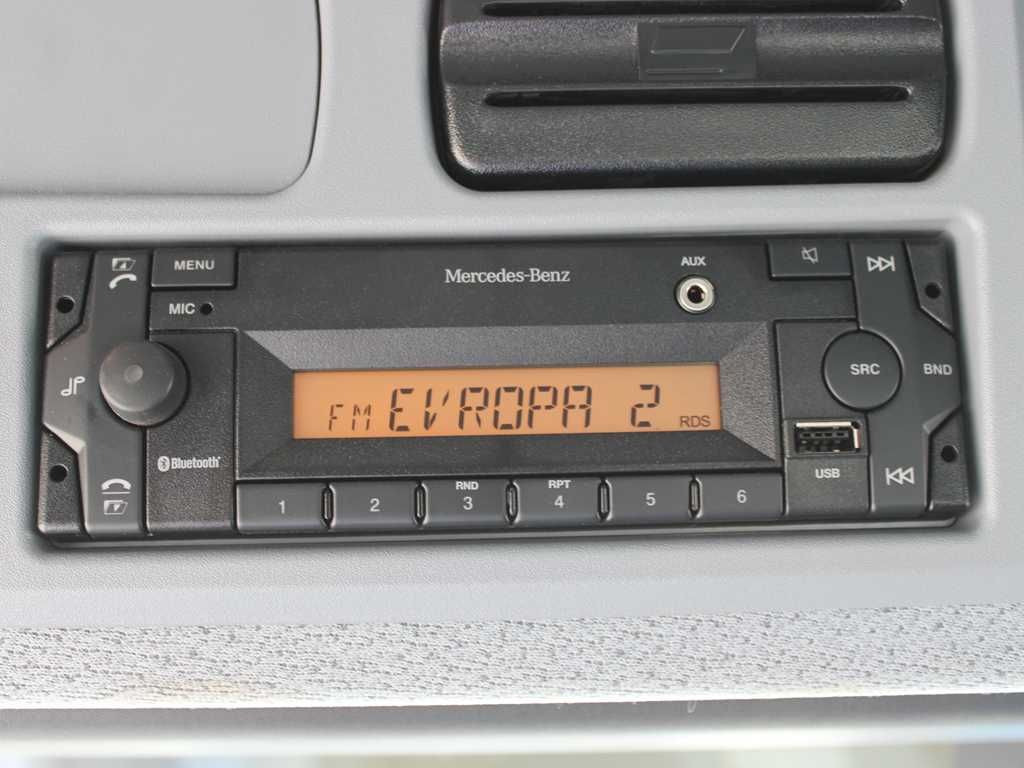 MENU
MIC
Mercedes-Benz
AUX
SRC
BND
FM EVROPA 2 RDS
Bluetooth
USB
1
2
RND
3
RPT
4
5
6